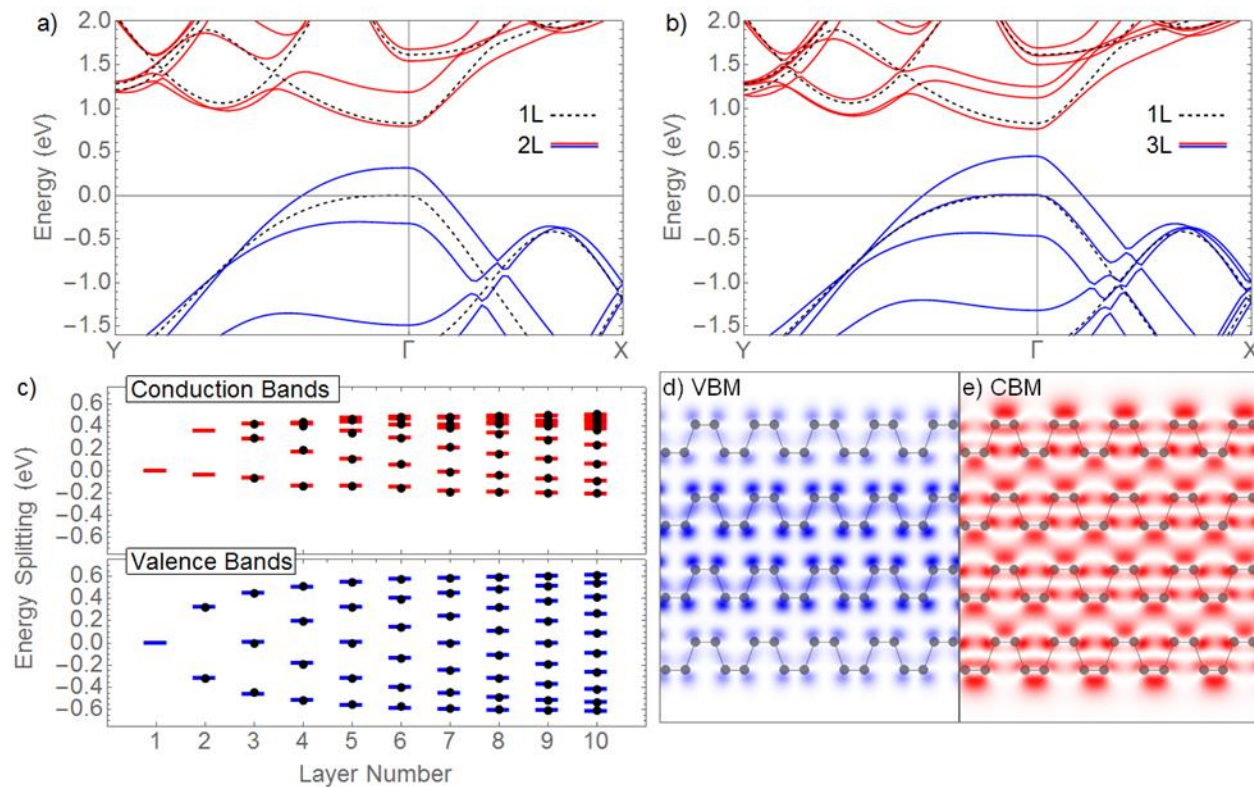 a)
2.0
1.5
1.0
0.5
0.0
−0.5
−1.0
−1.5
Energy (eV)
1L
2L
Y
Γ
X
b)
2.0
1.5
1.0
0.5
0.0
−0.5
−1.0
−1.5
Energy (eV)
1L
3L
Y
Γ
X
c)
Conduction Bands
0.6
0.4
0.2
0.0
−0.2
−0.4
−0.6
Valence Bands
0.6
0.4
0.2
0.0
−0.2
−0.4
−0.6
Energy Splitting (eV)
1 2 3 4 5 6 7 8 9 10
Layer Number
d) VBM
e) CBM